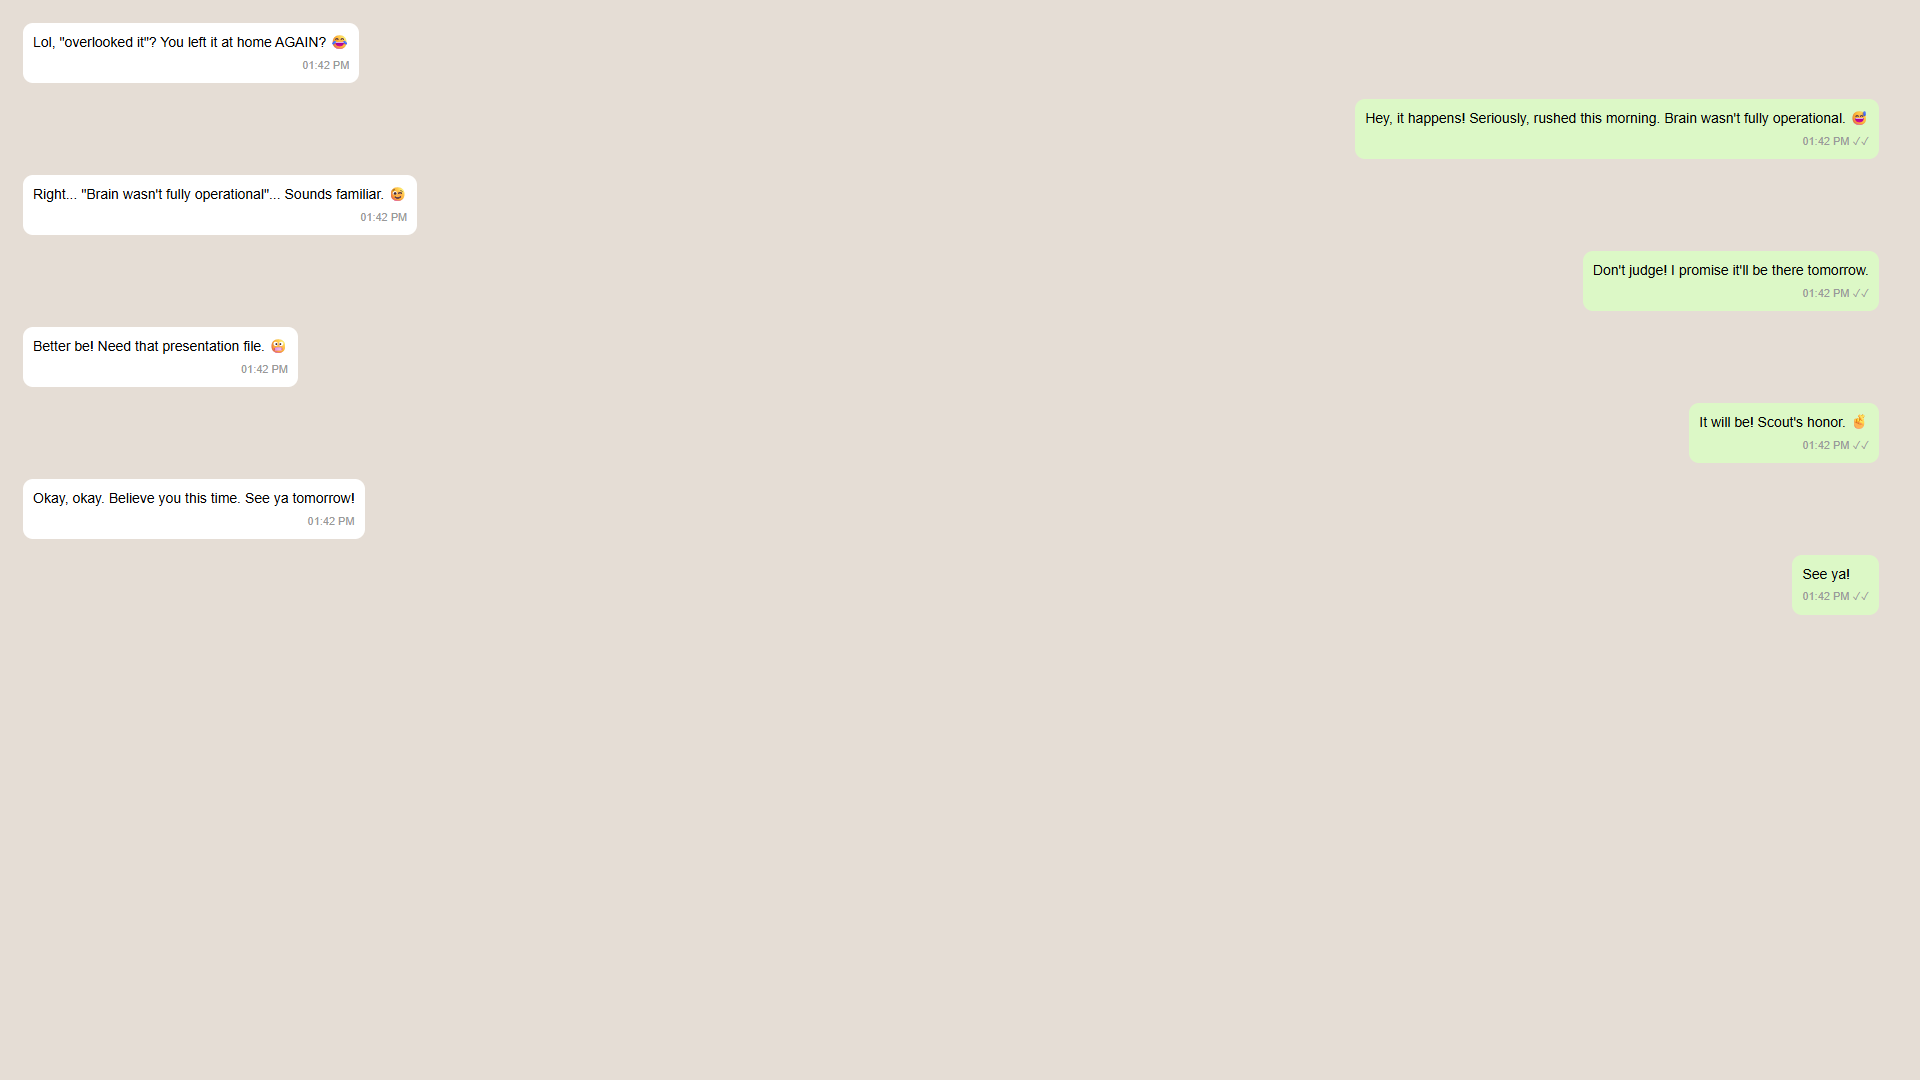 Lol, "overlooked it"? You left it at home AGAIN? 😂
01:42 PM
Hey, it happens! Seriously, rushed this morning. Brain wasn't fully operational. 😅
01:42 PM ✓✓
Right... "Brain wasn't fully operational"... Sounds familiar. 😉
01:42 PM
Don't judge! I promise it'll be there tomorrow.
01:42 PM ✓✓
Better be! Need that presentation file. 😬
01:42 PM
It will be! Scout's honor. ✌️
01:42 PM ✓✓
Okay, okay. Believe you this time. See ya tomorrow!
01:42 PM
See ya!
01:42 PM ✓✓